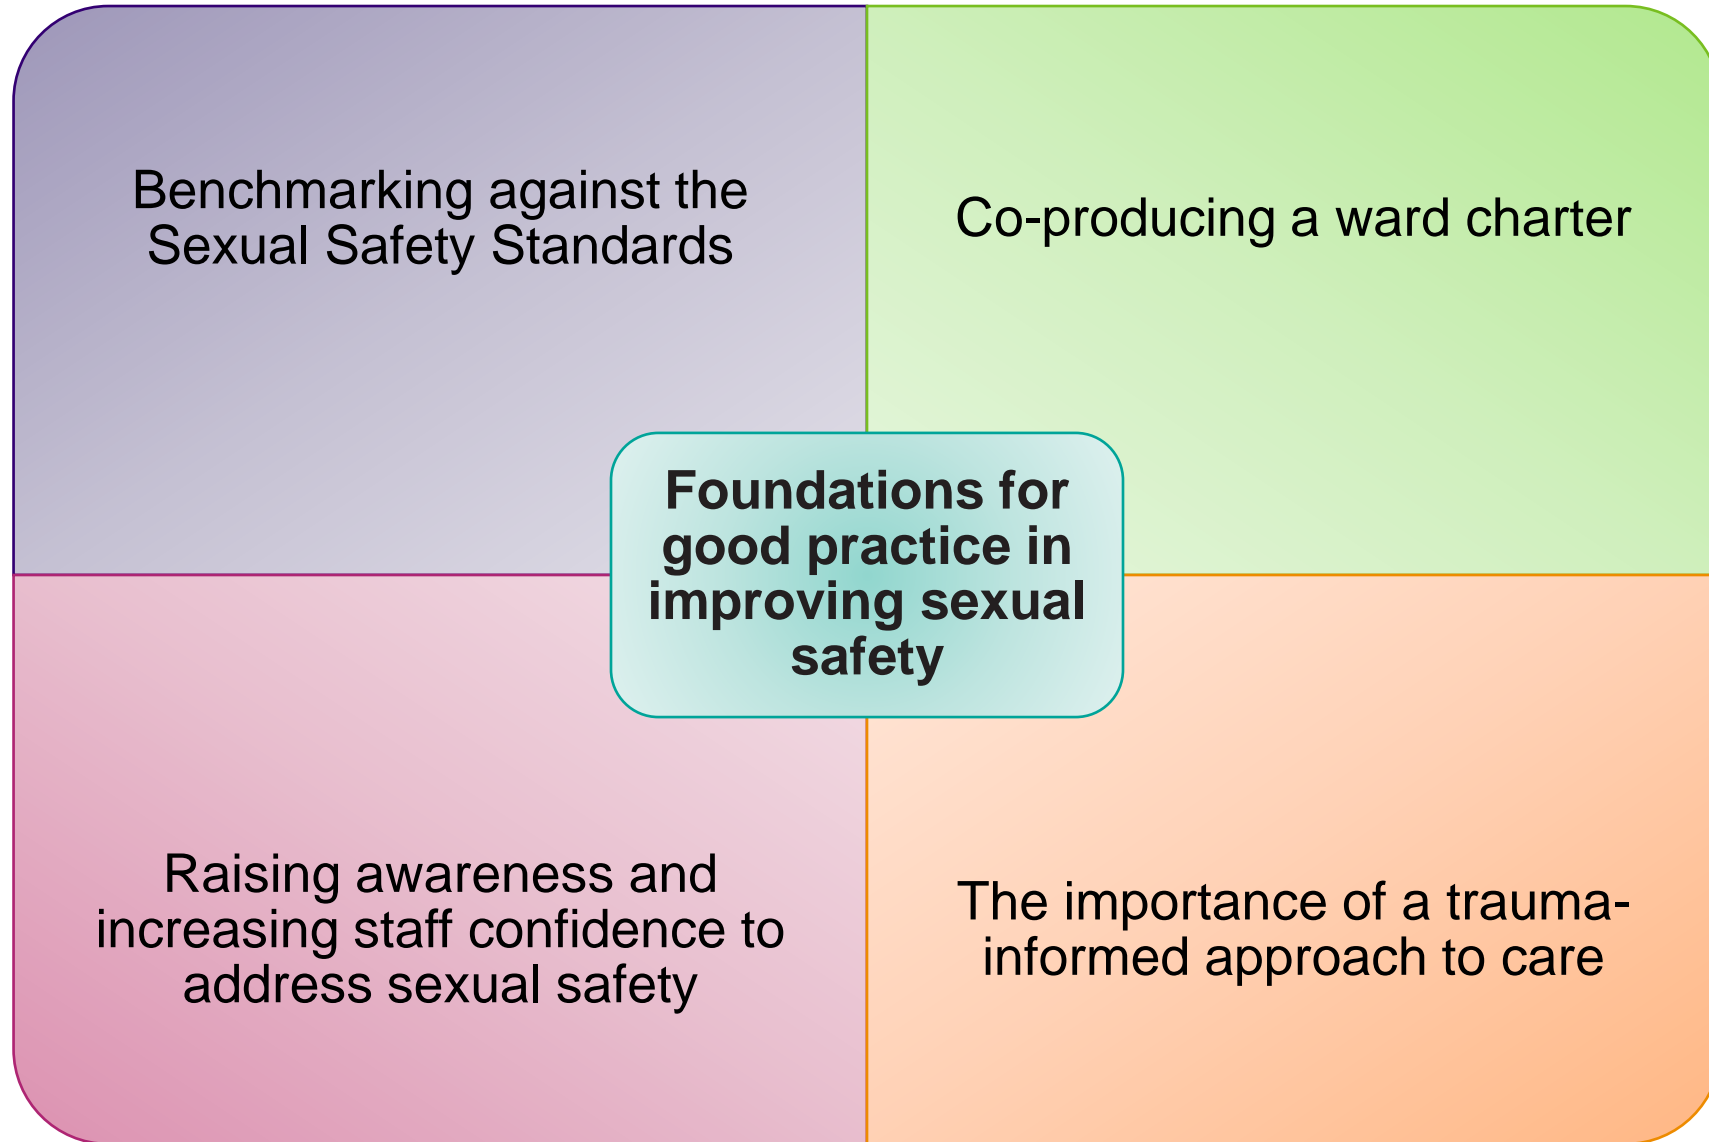 Benchmarking against the
Sexual Safety Standards
Co-producing a ward charter
Foundations for
good practice in
improving sexual
safety
Raising awareness and
increasing staff confidence to
address sexual safety
The importance of a trauma-
informed approach to care